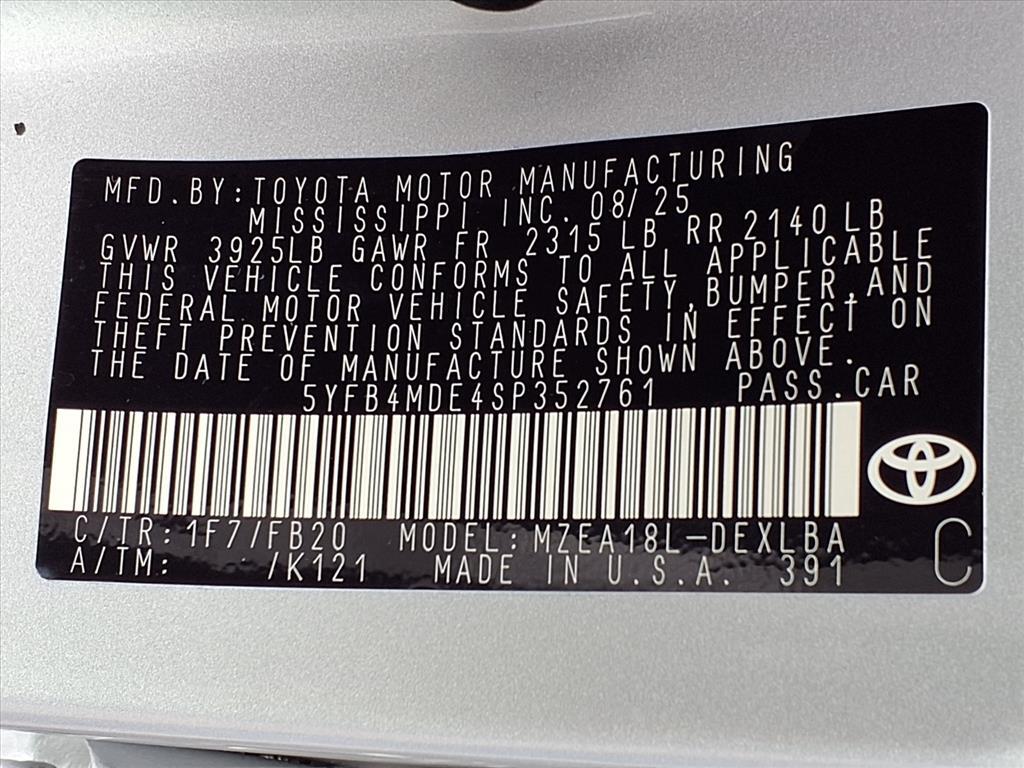 MFD.BY:TOYOTA MOTOR MANUFACTURING
MISSISSIPPI INC. 08/25
GVWR 3925LB GAWR FR 2315 LB RR 2140 LB
THIS VEHICLE CONFORMS TO ALL APPLICABLE
FEDERAL MOTOR VEHICLE SAFETY,BUMPER,AND
THEFT PREVENTION STANDARDS IN EFFECT ON
THE DATE OF MANUFACTURE SHOWN ABOVE.
5YFB4MDE4SP352761 PASS.CAR
C/TR: 1F7/FB20 MODEL: MZEA18L-DEXLBA
A/TM: /K121 MADE IN U.S.A. 391
C